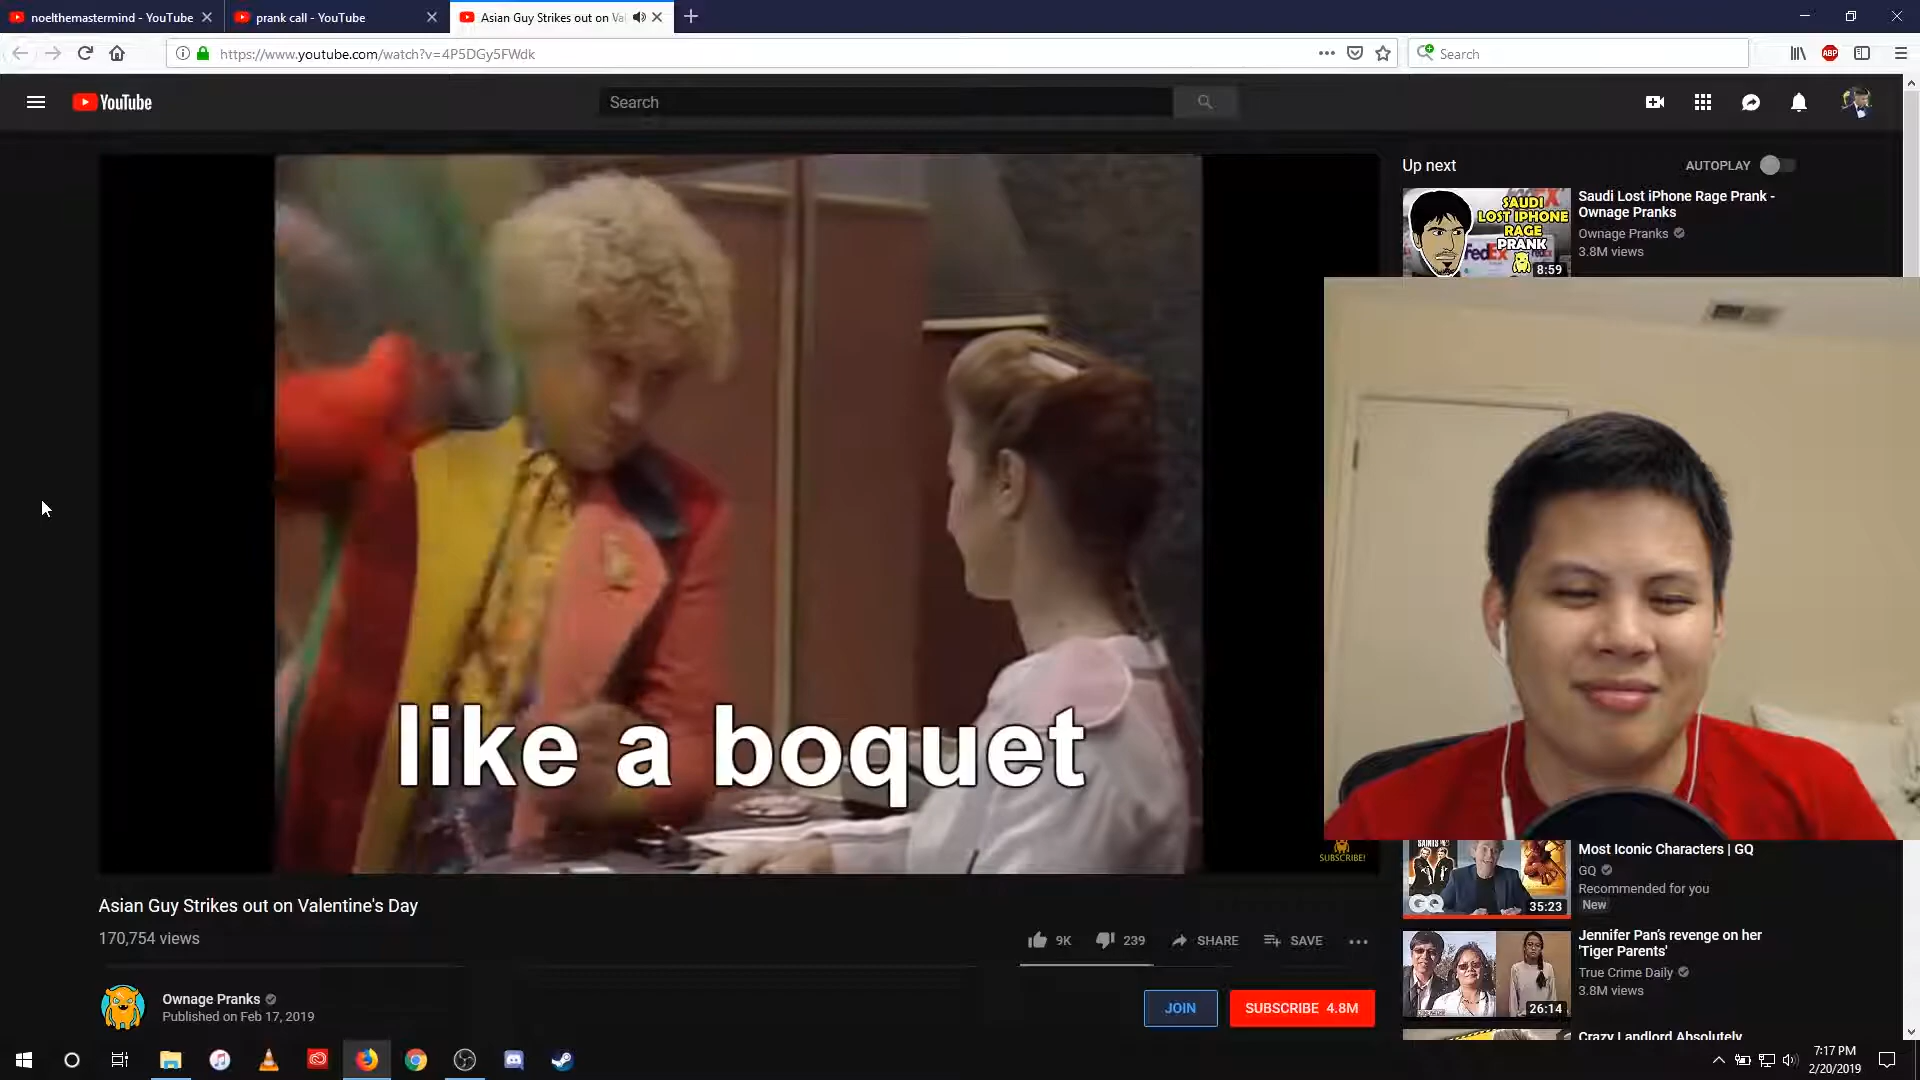 noelthemastermind - YouTube
prank call - YouTube
Asian Guy Strikes out on Va
https://www.youtube.com/watch?v=4P5DGy5FWdk
Search
ABP
YouTube
Search
Up next
AUTOPLAY
SAUDI
LOST IPHONE
RAGE
PRANK
FedEx
8:59
Saudi Lost iPhone Rage Prank -
Ownage Pranks
Ownage Pranks
3.8M views
like a boquet
SUBSCRIBE!
Asian Guy Strikes out on Valentine's Day
170,754 views
9K
239
SHARE
SAVE
Ownage Pranks
Published on Feb 17, 2019
JOIN
SUBSCRIBE 4.8M
GQ
35:23
Most Iconic Characters | GQ
GQ
Recommended for you
New
26:14
Jennifer Pan's revenge on her
'Tiger Parents'
True Crime Daily
3.8M views
Crazy Landlord Absolutely
7:17 PM
2/20/2019